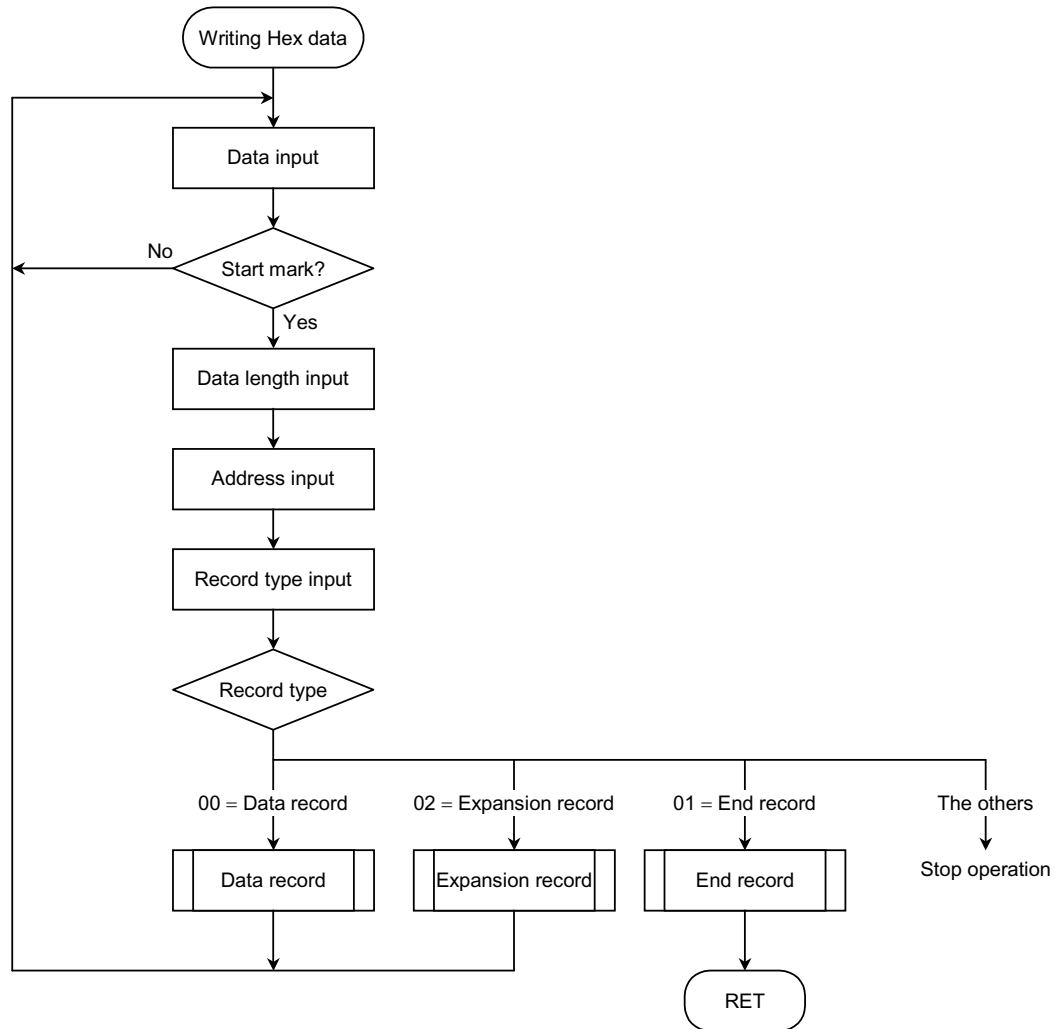 Writing Hex data
Data input
No
Start mark?
Yes
Data length input
Address input
Record type input
Record type
00 = Data record
02 = Expansion record
01 = End record
The others
Data record
Expansion record
End record
Stop operation
RET